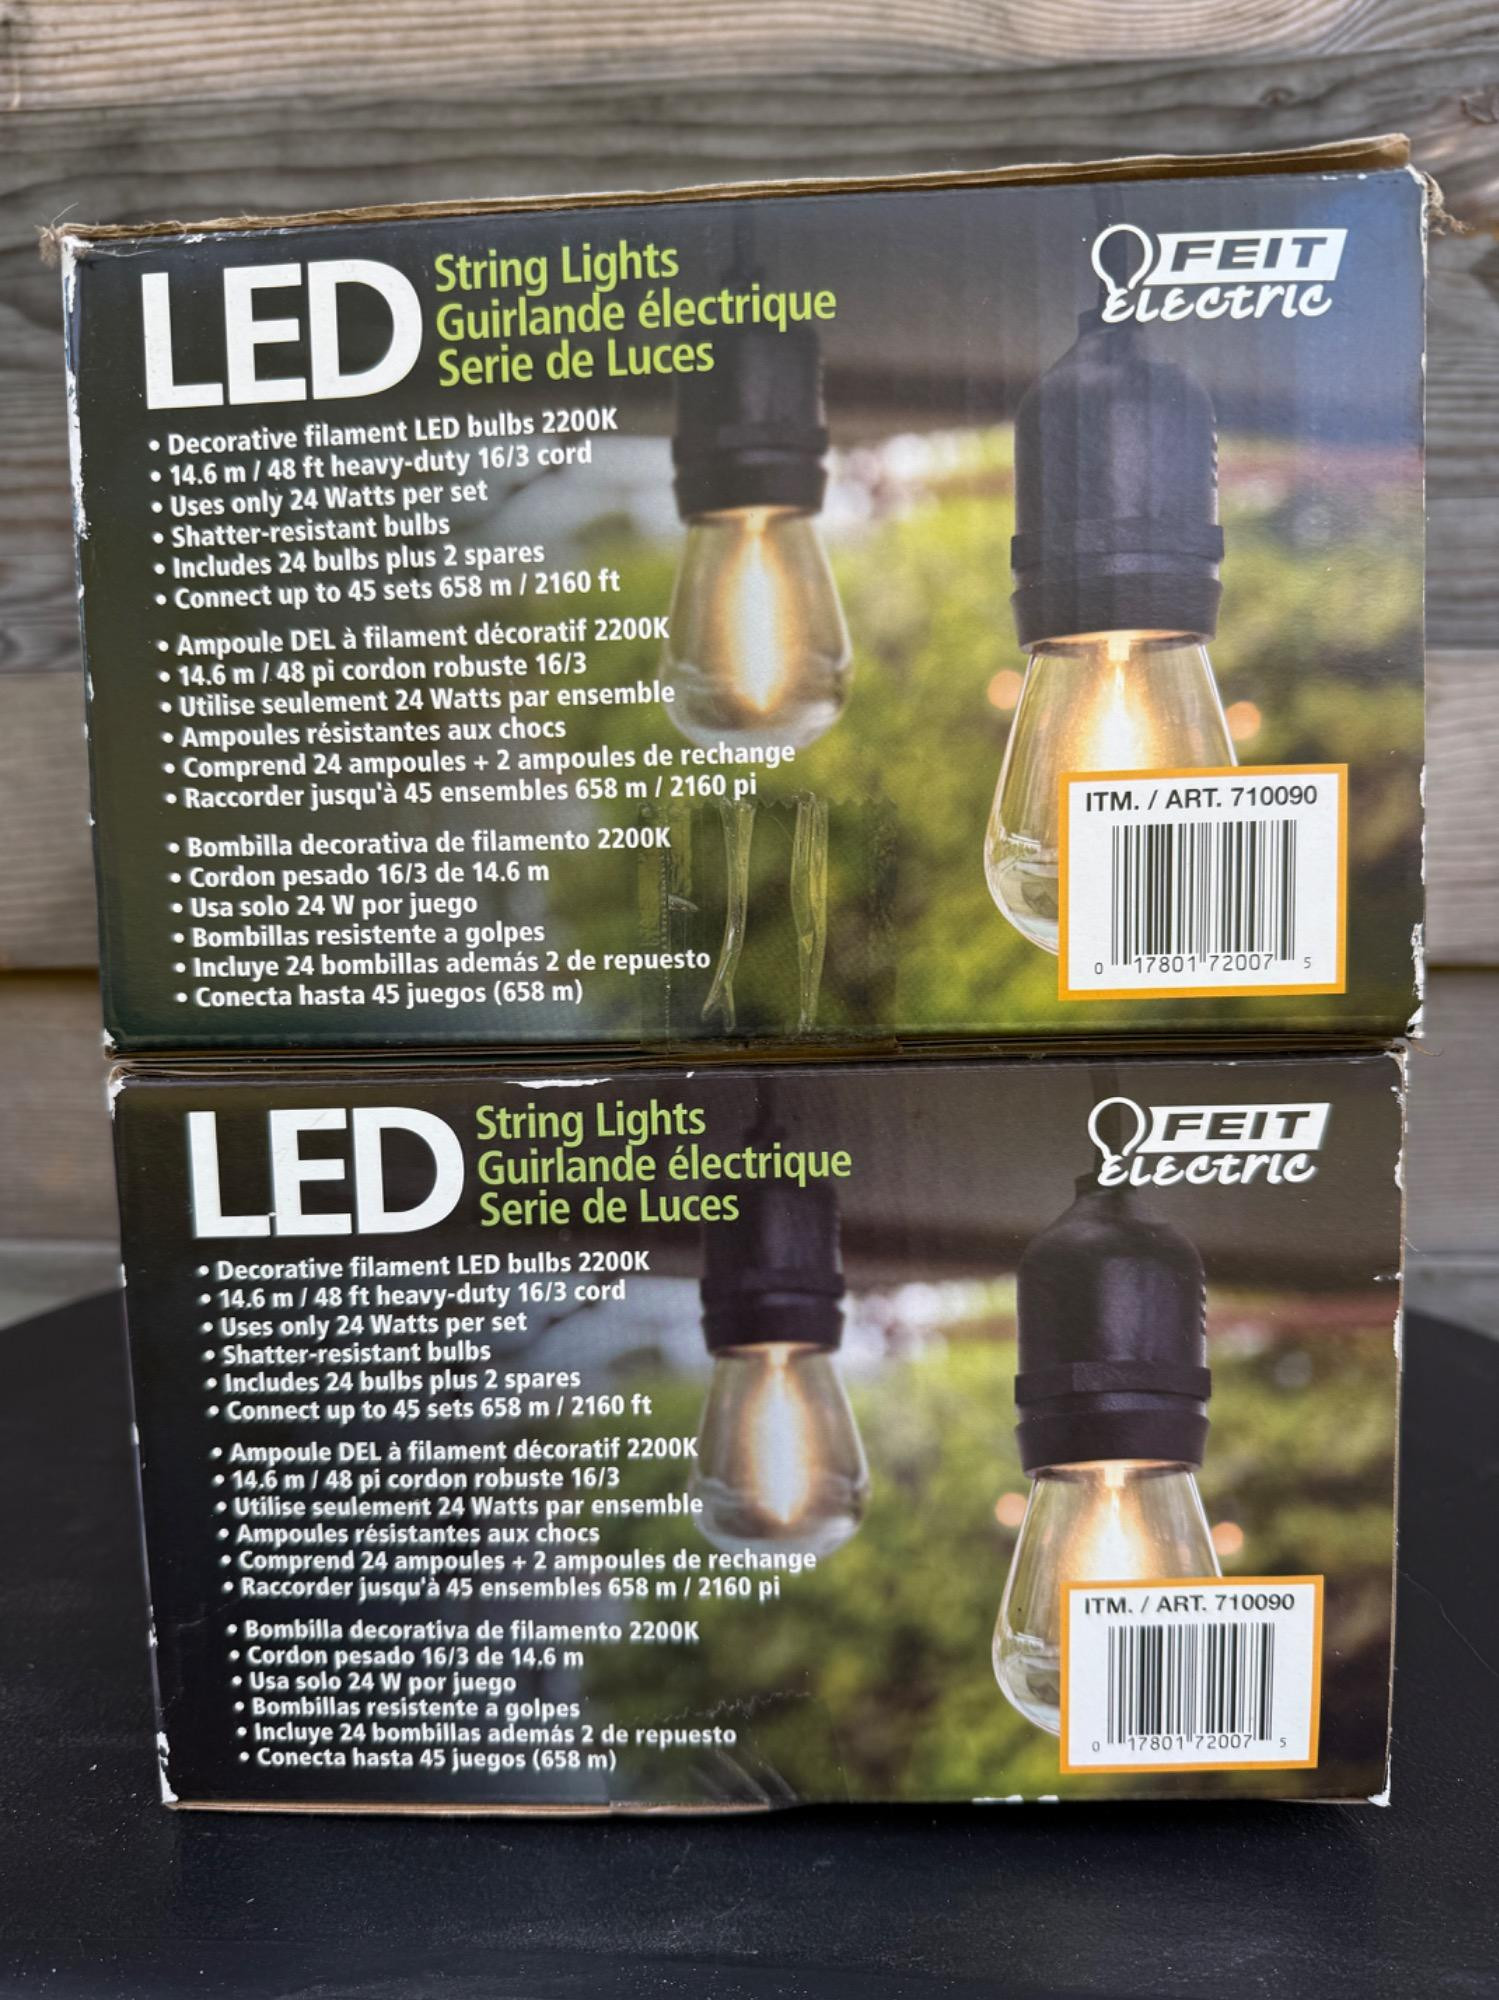 LED
String Lights
Guirlande électrique
Serie de Luces
FEIT
ELECTRIC
• Decorative filament LED bulbs 2200K
• 14.6 m / 48 ft heavy-duty 16/3 cord
• Uses only 24 Watts per set
• Shatter-resistant bulbs
• Includes 24 bulbs plus 2 spares
• Connect up to 45 sets 658 m / 2160 ft
• Ampoule DEL à filament décoratif 2200K
• 14.6 m / 48 pi cordon robuste 16/3
• Utilise seulement 24 Watts par ensemble
• Ampoules résistantes aux chocs
• Comprend 24 ampoules + 2 ampoules de rechange
• Raccorder jusqu'à 45 ensembles 658 m / 2160 pi
• Bombilla decorativa de filamento 2200K
• Cordon pesado 16/3 de 14.6 m
• Usa solo 24 W por juego
• Bombillas resistente a golpes
• Incluye 24 bombillas además 2 de repuesto
• Conecta hasta 45 juegos (658 m)
ITM. / ART. 710090
0 17801 72007 5
LED
String Lights
Guirlande électrique
Serie de Luces
FEIT
ELECTRIC
• Decorative filament LED bulbs 2200K
• 14.6 m / 48 ft heavy-duty 16/3 cord
• Uses only 24 Watts per set
• Shatter-resistant bulbs
• Includes 24 bulbs plus 2 spares
• Connect up to 45 sets 658 m / 2160 ft
• Ampoule DEL à filament décoratif 2200K
• 14.6 m / 48 pi cordon robuste 16/3
• Utilise seulement 24 Watts par ensemble
• Ampoules résistantes aux chocs
• Comprend 24 ampoules + 2 ampoules de rechange
• Raccorder jusqu'à 45 ensembles 658 m / 2160 pi
• Bombilla decorativa de filamento 2200K
• Cordon pesado 16/3 de 14.6 m
• Usa solo 24 W por juego
• Bombillas resistente a golpes
• Incluye 24 bombillas además 2 de repuesto
• Conecta hasta 45 juegos (658 m)
ITM. / ART. 710090
0 17801 72007 5